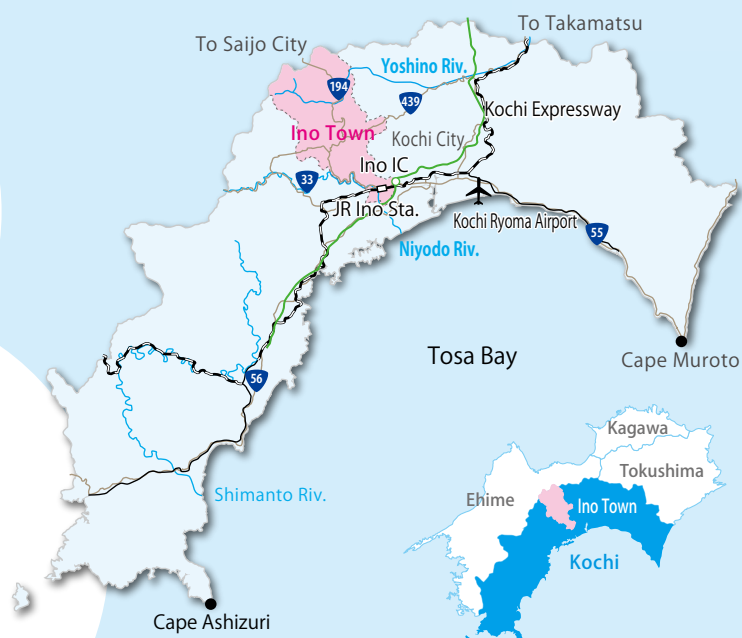 To Takamatsu
To Saijo City
Yoshino Riv.
194
439
Kochi Expressway
Ino Town
Kochi City
Ino IC
33
JR Ino Sta.
Kochi Ryoma Airport
55
Niyodo Riv.
Tosa Bay
Cape Muroto
56
Kagawa
Tokushima
Ehime
Ino Town
Shimanto Riv.
Kochi
Cape Ashizuri